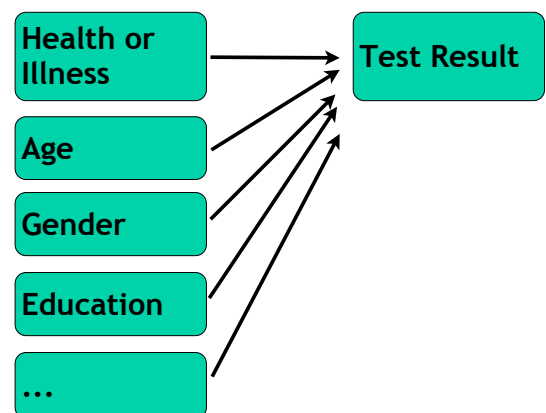 Health or
Illness
Test Result
Age
Gender
Education
...